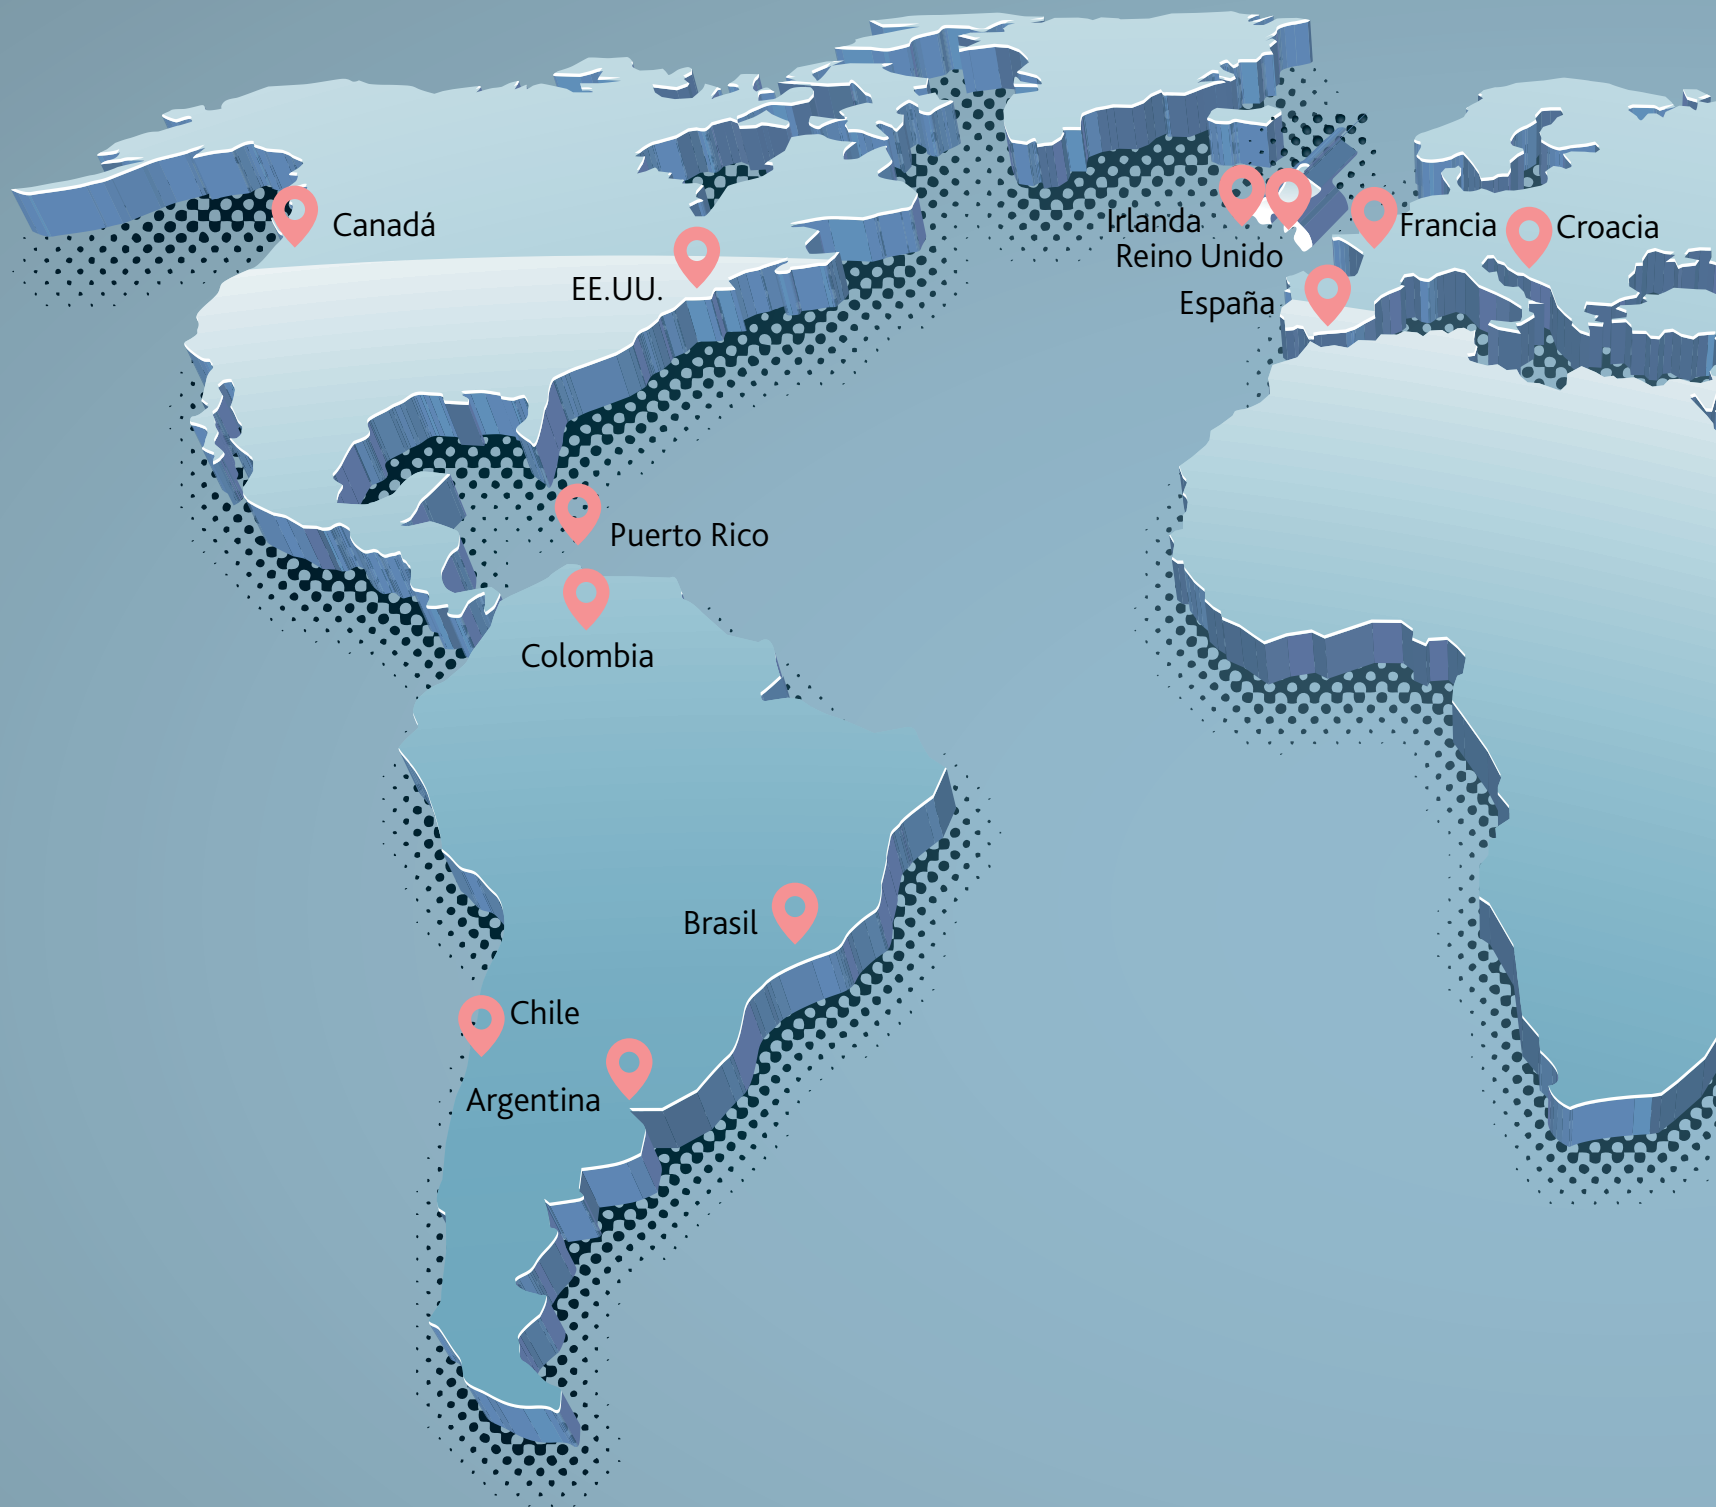 Canadá
Irlanda
Francia
Croacia
Reino Unido
EE.UU.
España
Puerto Rico
Colombia
Brasil
Chile
Argentina